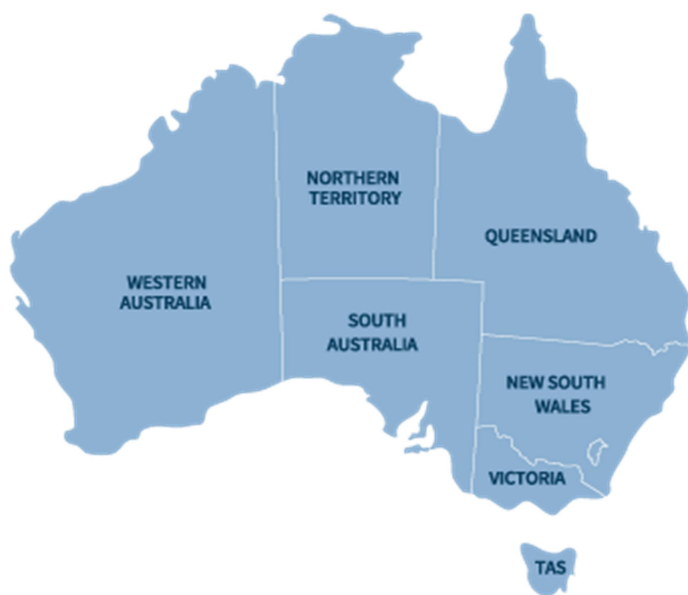 NORTHERN
TERRITORY
QUEENSLAND
WESTERN
AUSTRALIA
SOUTH
AUSTRALIA
NEW SOUTH
WALES
VICTORIA
TAS